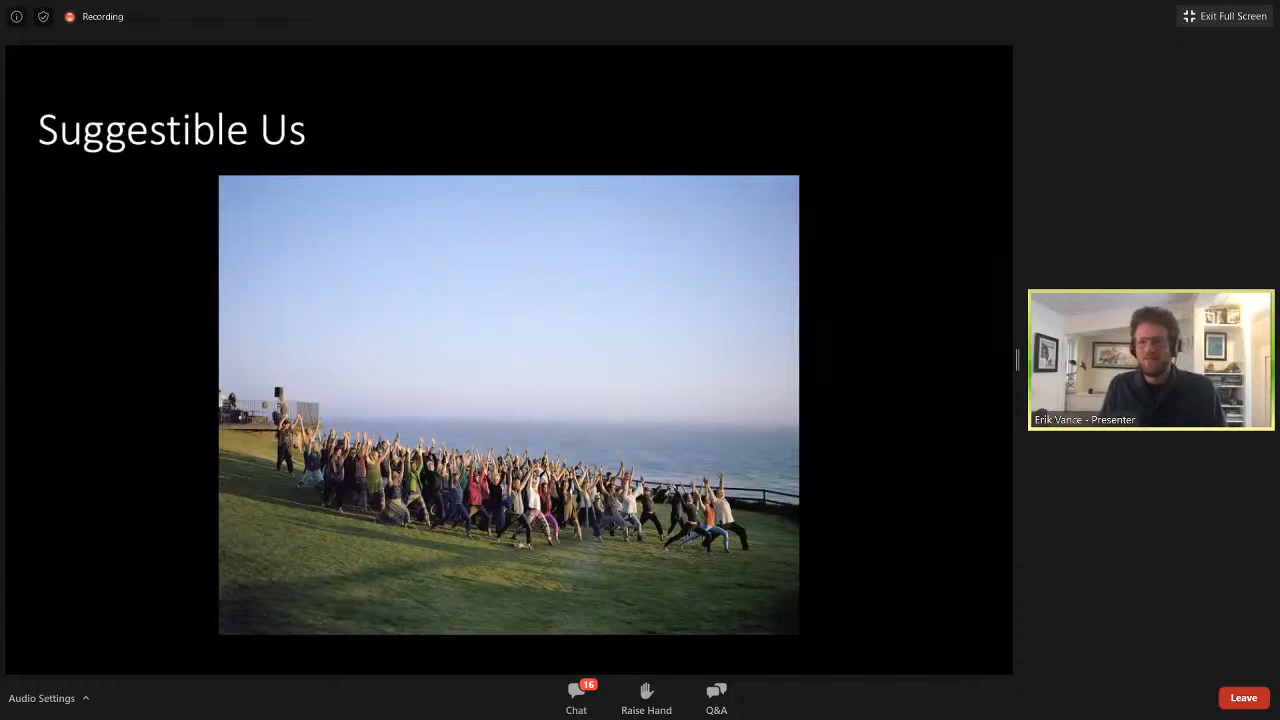 Recording
Exit Full Screen
Suggestible Us
Erik Vance - Presenter
Audio Settings
16
Chat
Raise Hand
Q&A
Leave